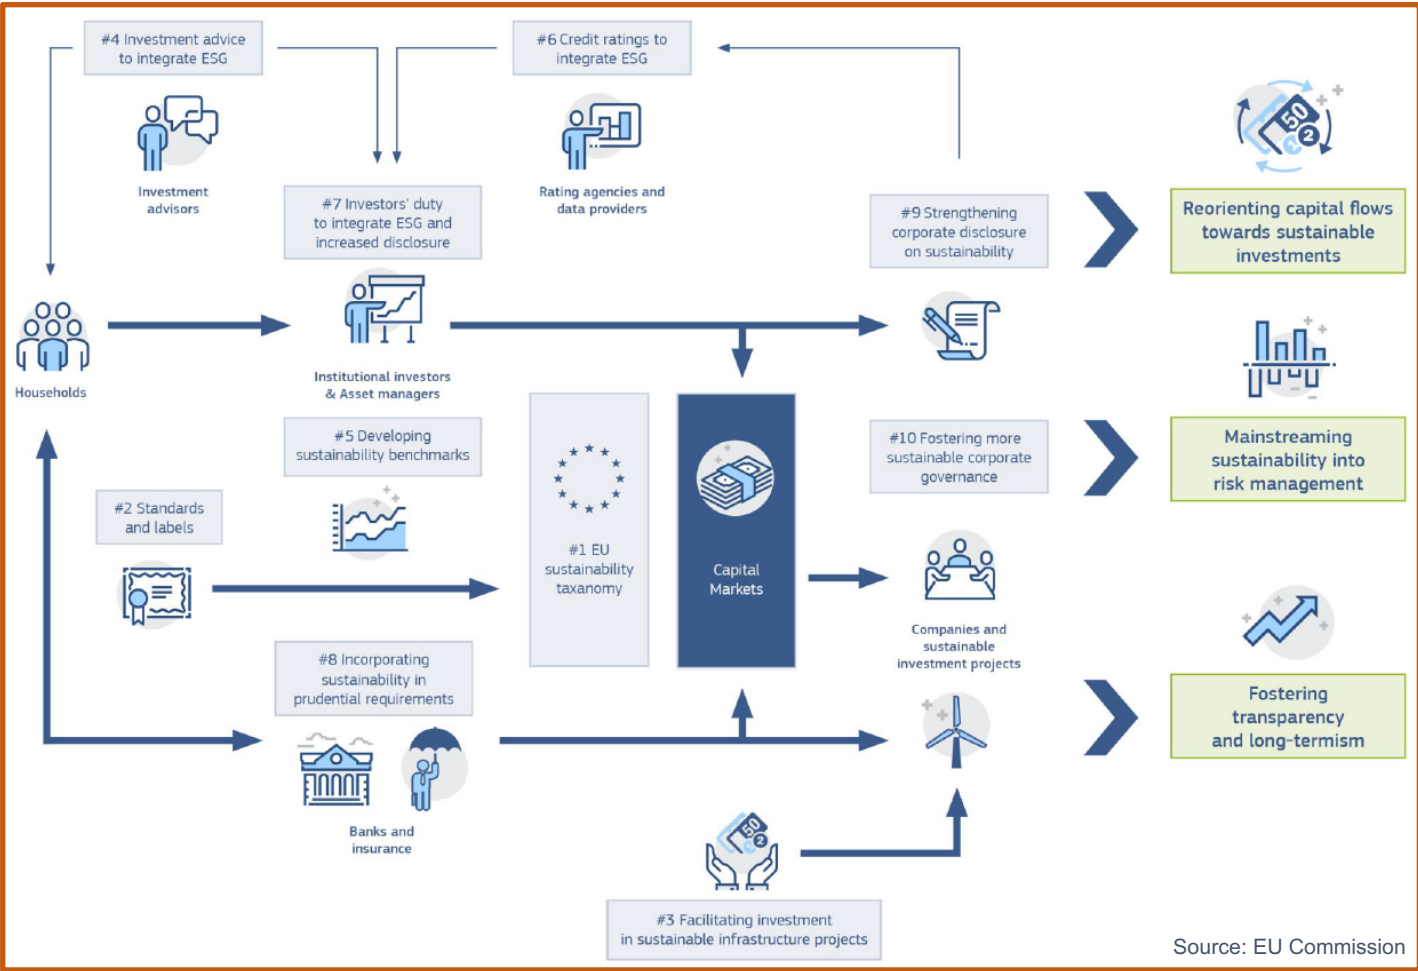 #4 Investment advice
to integrate ESG
#6 Credit ratings to
integrate ESG
Investment
advisors
Rating agencies and
data providers
#7 Investors' duty
to integrate ESG and
increased disclosure
#9 Strengthening
corporate disclosure
on sustainability
50
2
Reorienting capital flows
towards sustainable
investments
Households
Institutional investors
& Asset managers
#5 Developing
sustainability benchmarks
#2 Standards
and labels
#1 EU
sustainability
taxanomy
Capital
Markets
#10 Fostering more
sustainable corporate
governance
Mainstreaming
sustainability into
risk management
Companies and
sustainable
investment projects
#8 Incorporating
sustainability in
prudential requirements
Banks and
insurance
Fostering
transparency
and long-termism
50
2
#3 Facilitating investment
in sustainable infrastructure projects
Source: EU Commission